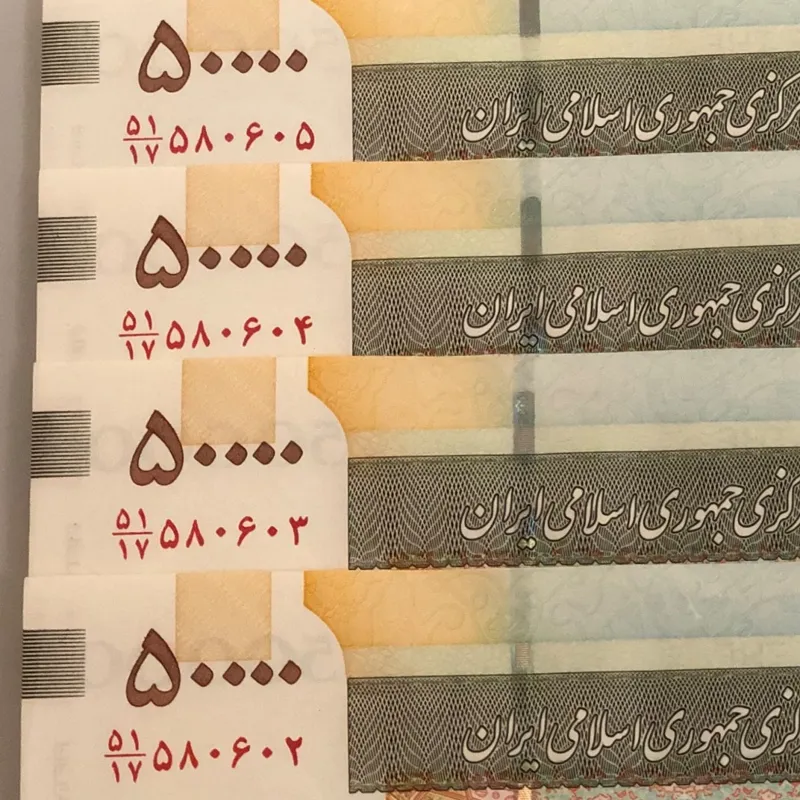 ۵۰۰۰۰
رکزی جمهوری اسلامی ایران
۵۱/۱۷ ۵۸۰۶۰۵
۵۰۰۰۰
رکزی جمهوری اسلامی ایران
۵۱/۱۷ ۵۸۰۶۰۴
۵۰۰۰۰
رکزی جمهوری اسلامی ایران
۵۱/۱۷ ۵۸۰۶۰۳
۵۰۰۰۰
رکزی جمهوری اسلامی ایران
۵۱/۱۷ ۵۸۰۶۰۲